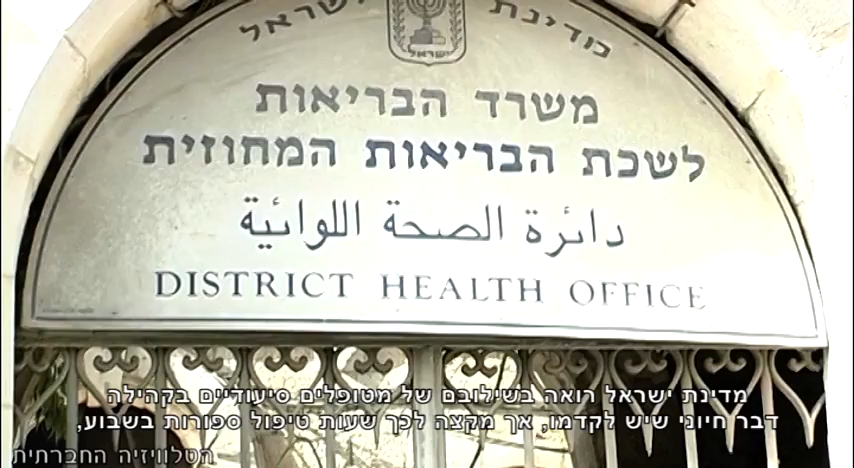 מדינת ישראל
ישראל
משרד הבריאות
לשכת הבריאות המחוזית
دائرة الصحة اللوائية
DISTRICT HEALTH OFFICE
מדינת ישראל רואה בשילובם של מטופלים סיעודיים בקהילה
דבר חיוני שיש לקדמו, אך מקצה לכך שעות טיפול ספורות בשבוע,
הטלוויזיה החברתית